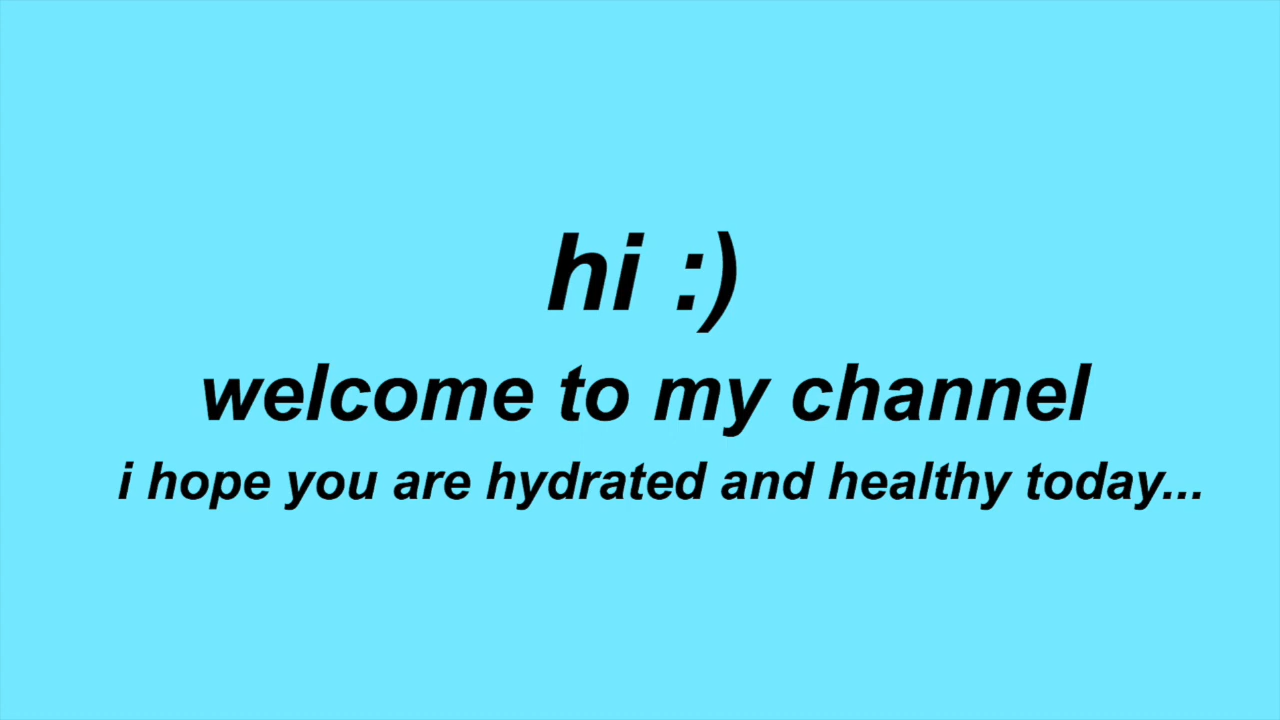 hi :)
welcome to my channel
i hope you are hydrated and healthy today...